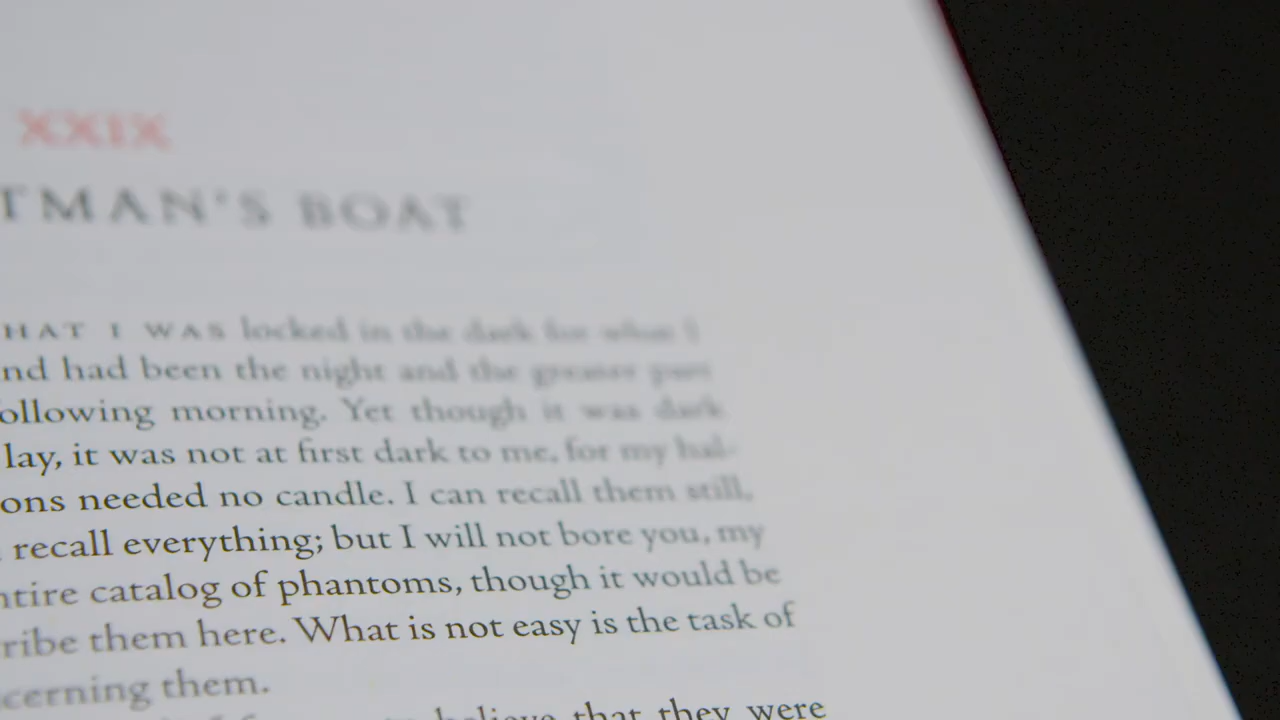 XXIX
TMAN'S BOAT
HAT I WAS locked in the dark for what I
nd had been the night and the greater part
ollowing morning. Yet though it was dark
lay, it was not at first dark to me, for my hal-
ons needed no candle. I can recall them still,
recall everything; but I will not bore you, my
ntire catalog of phantoms, though it would be
ribe them here. What is not easy is the task of
cerning them.
believe that they were